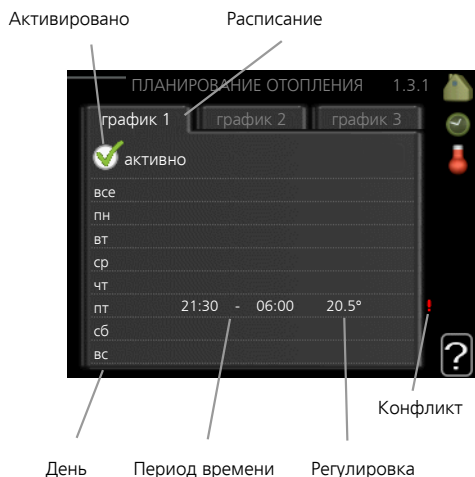 Активировано Расписание
ПЛАНИРОВАНИЕ ОТОПЛЕНИЯ 1.3.1
график 1 график 2 график 3
активно
все
пн
вт
ср
чт
пт 21:30 - 06:00 20.5° !
сб
вс
?
Конфликт
День Период времени Регулировка